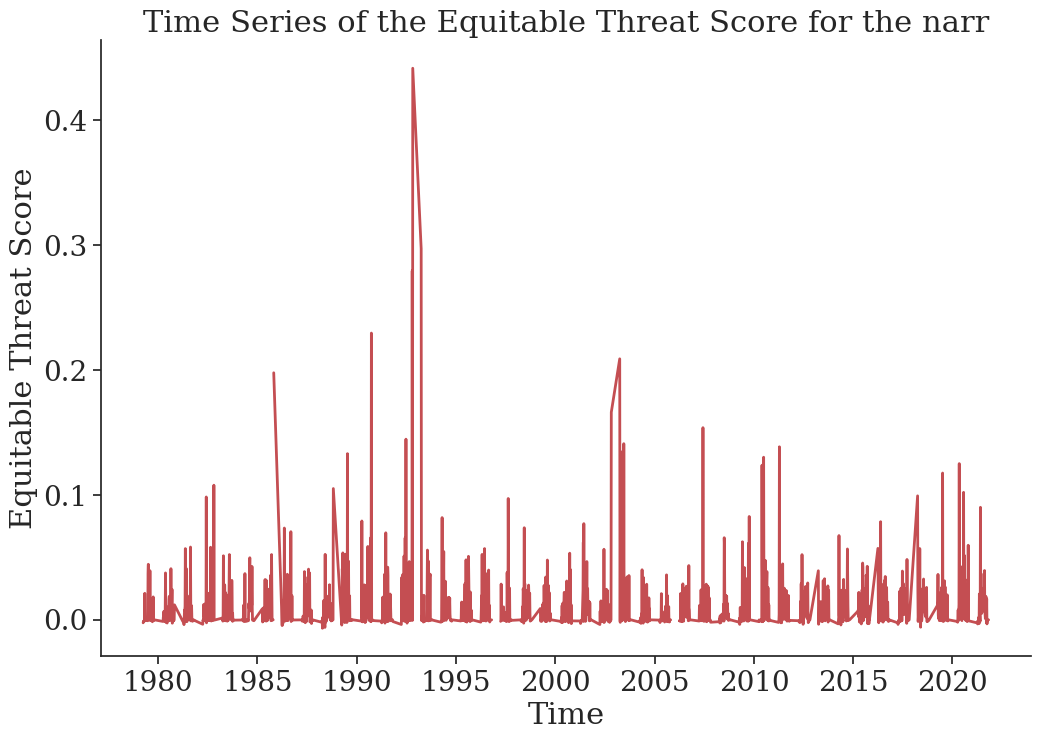 Time Series of the Equitable Threat Score for the narr
Equitable Threat Score
0.4
0.3
0.2
0.1
0.0
1980 1985 1990 1995 2000 2005 2010 2015 2020
Time